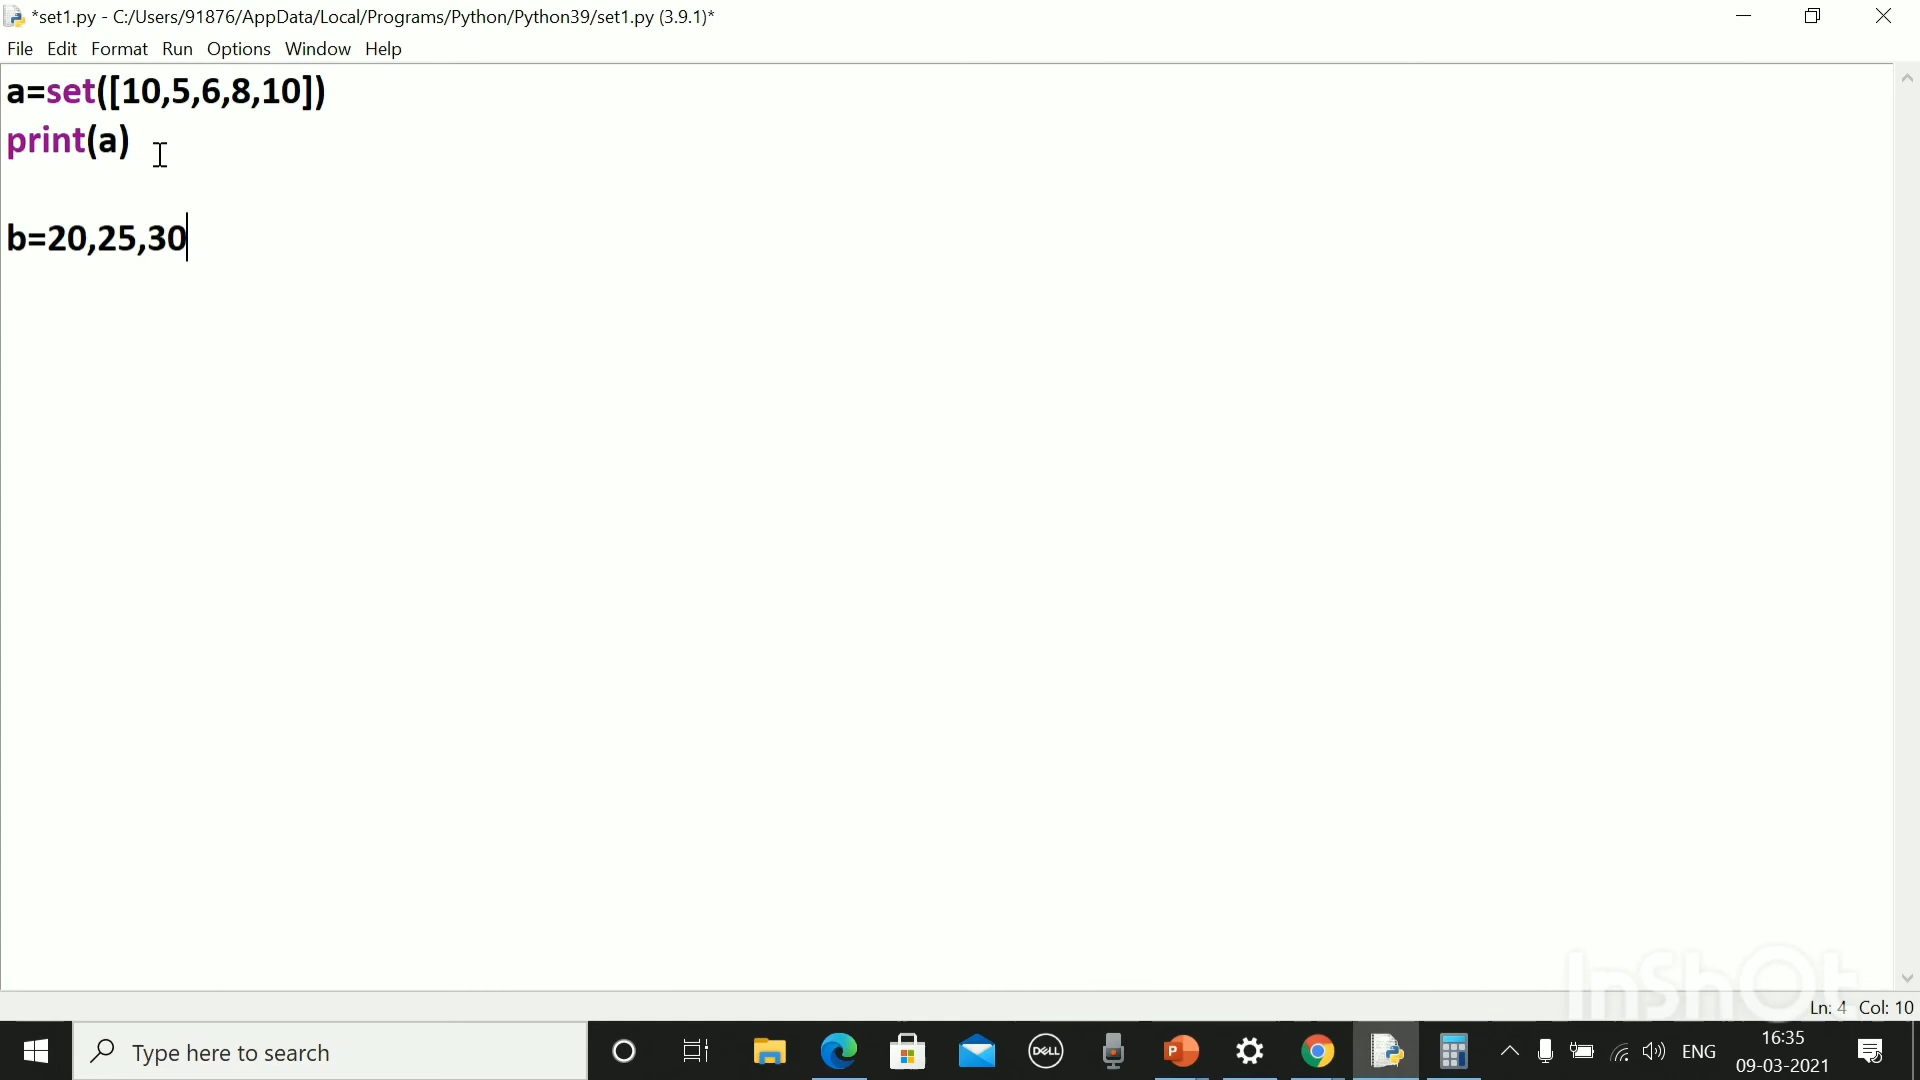 *set1.py - C:/Users/91876/AppData/Local/Programs/Python/Python39/set1.py (3.9.1)*
File Edit Format Run Options Window Help
a=set([10,5,6,8,10])
print(a)
b=20,25,30
InShOt
Ln: 4 Col: 10
Type here to search
DELL
P
ENG
16:35
09-03-2021